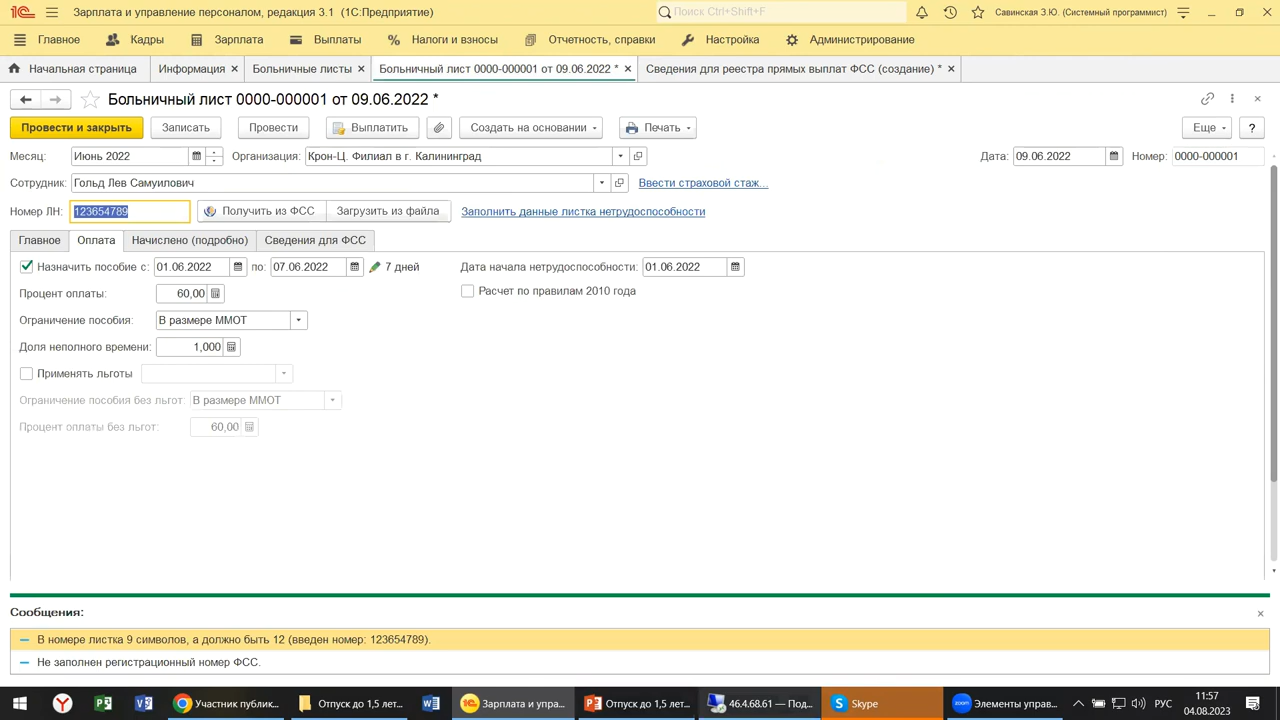 Зарплата и управление персоналом, редакция 3.1 (1С:Предприятие)
Поиск Ctrl+Shift+F
Савинская З.Ю. (Системный программист)
Главное Кадры Зарплата Выплаты Налоги и взносы Отчетность, справки Настройка Администрирование
Начальная страница Информация × Больничные листы × Больничный лист 0000-000001 от 09.06.2022 * × Сведения для реестра прямых выплат ФСС (создание) * ×
Больничный лист 0000-000001 от 09.06.2022 *
Провести и закрыть Записать Провести Выплатить Создать на основании Печать Еще ?
Месяц: Июнь 2022 Организация: Крон-Ц. Филиал в г. Калининград Дата: 09.06.2022 Номер: 0000-000001
Сотрудник: Гольд Лев Самуилович Ввести страховой стаж...
Номер ЛН: 123654789 Получить из ФСС Загрузить из файла Заполнить данные листка нетрудоспособности
Главное Оплата Начислено (подробно) Сведения для ФСС
Назначить пособие с: 01.06.2022 по: 07.06.2022 7 дней Дата начала нетрудоспособности: 01.06.2022
Процент оплаты: 60,00 Расчет по правилам 2010 года
Ограничение пособия: В размере ММОТ
Доля неполного времени: 1,000
Применять льготы
Ограничение пособия без льгот: В размере ММОТ
Процент оплаты без льгот: 60,00
Сообщения:
В номере листка 9 символов, а должно быть 12 (введен номер: 123654789).
Не заполнен регистрационный номер ФСС.
Участник публик... Отпуск до 1,5 лет... Зарплата и упра... Отпуск до 1,5 лет... 46.4.68.61 — Под... Skype Элементы управ... РУС 11:57
04.08.2023